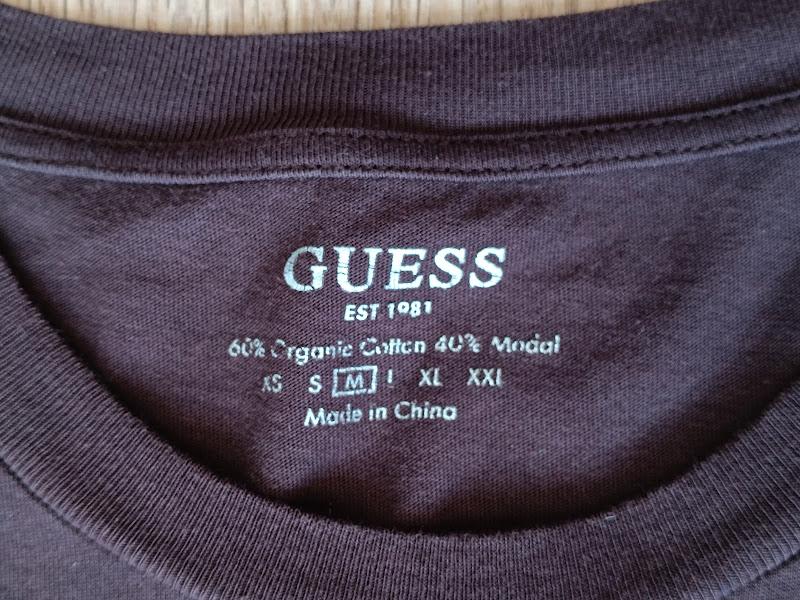 GUESS
EST 1981
60% Organic Cotton 40% Modal
XS S M L XL XXL
Made in China